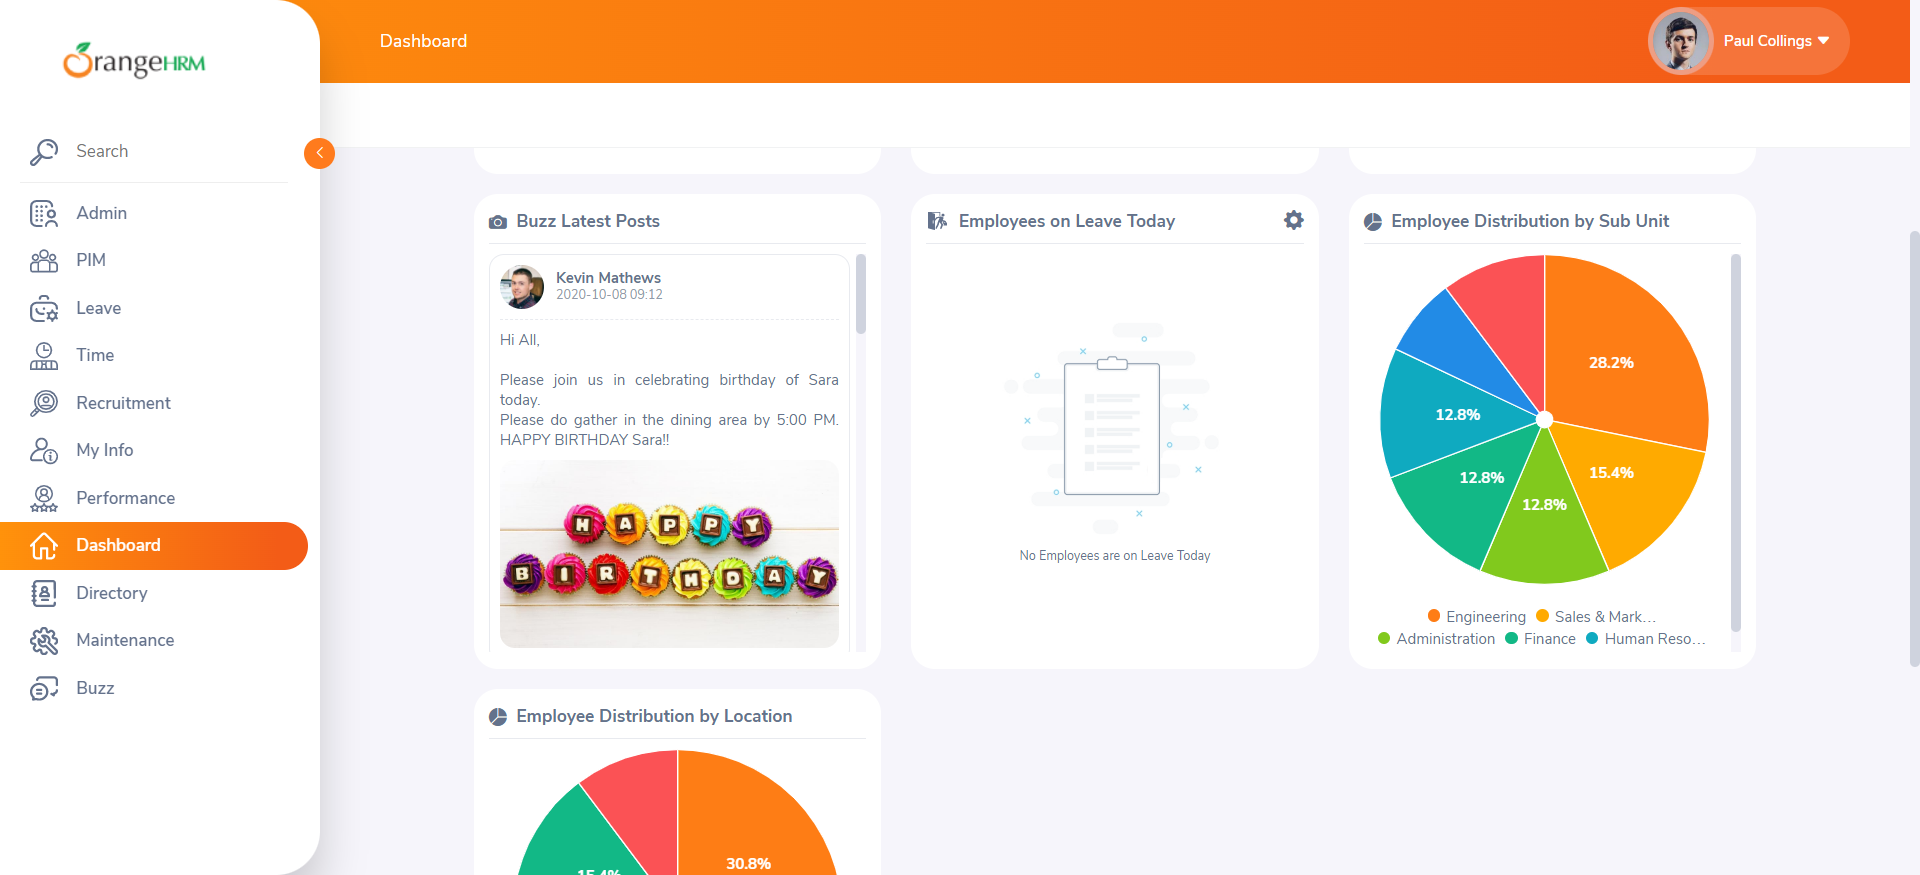 OrangeHRM
Dashboard
Paul Collings
Search
Admin
PIM
Leave
Time
Recruitment
My Info
Performance
Dashboard
Directory
Maintenance
Buzz
Buzz Latest Posts
Kevin Mathews
2020-10-08 09:12
Hi All,
Please join us in celebrating birthday of Sara
today.
Please do gather in the dining area by 5:00 PM.
HAPPY BIRTHDAY Sara!!
HAPPY
BIRTHDAY
Employees on Leave Today
No Employees are on Leave Today
Employee Distribution by Sub Unit
28.2%
15.4%
12.8%
12.8%
12.8%
Engineering Sales & Mark...
Administration Finance Human Reso...
Employee Distribution by Location
30.8%
15.4%